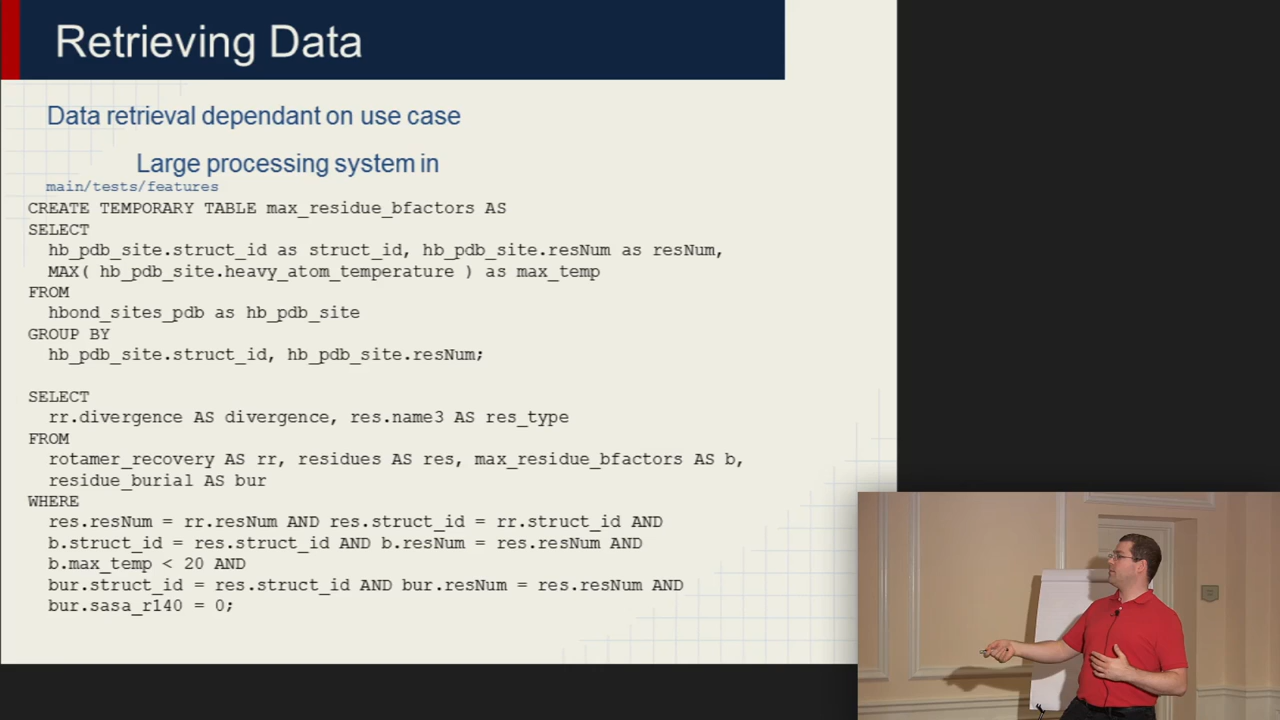 Retrieving Data
Data retrieval dependant on use case
Large processing system in
main/tests/features
CREATE TEMPORARY TABLE max_residue_bfactors AS
SELECT
hb_pdb_site.struct_id as struct_id, hb_pdb_site.resNum as resNum,
MAX( hb_pdb_site.heavy_atom_temperature ) as max_temp
FROM
hbond_sites_pdb as hb_pdb_site
GROUP BY
hb_pdb_site.struct_id, hb_pdb_site.resNum;
SELECT
rr.divergence AS divergence, res.name3 AS res_type
FROM
rotamer_recovery AS rr, residues AS res, max_residue_bfactors AS b,
residue_burial AS bur
WHERE
res.resNum = rr.resNum AND res.struct_id = rr.struct_id AND
b.struct_id = res.struct_id AND b.resNum = res.resNum AND
b.max_temp < 20 AND
bur.struct_id = res.struct_id AND bur.resNum = res.resNum AND
bur.sasa_r140 = 0;